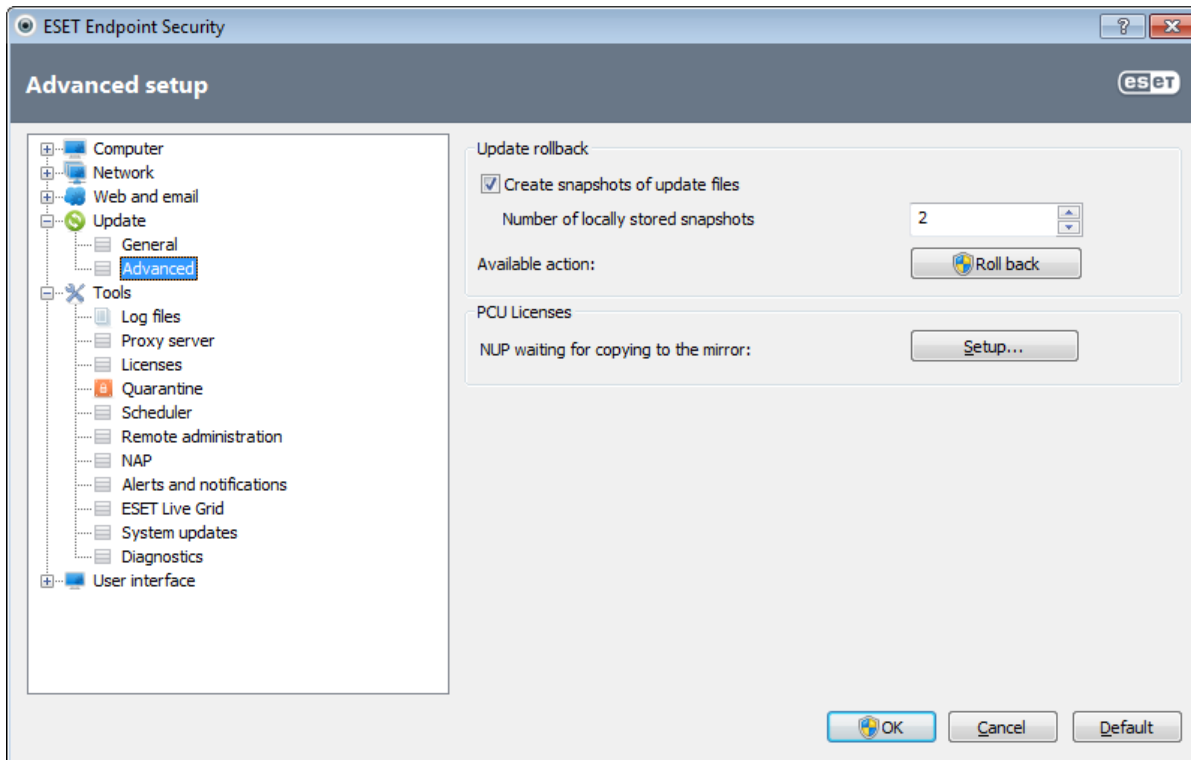 ESET Endpoint Security
?
Advanced setup
eset
Computer
Network
Web and email
Update
General
Advanced
Tools
Log files
Proxy server
Licenses
Quarantine
Scheduler
Remote administration
NAP
Alerts and notifications
ESET Live Grid
System updates
Diagnostics
User interface
Update rollback
Create snapshots of update files
Number of locally stored snapshots 2
Available action: Roll back
PCU Licenses
NUP waiting for copying to the mirror: Setup...
OK Cancel Default